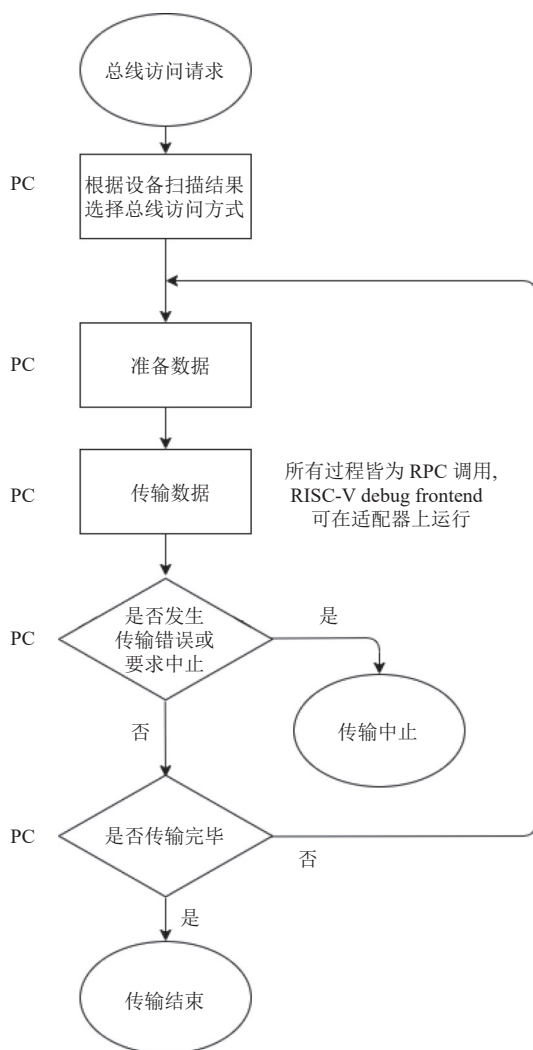 总线访问请求
PC
根据设备扫描结果
选择总线访问方式
PC
准备数据
PC
传输数据
所有过程皆为 RPC 调用,
RISC-V debug frontend
可在适配器上运行
PC
是否发生
传输错误或
要求中止
是
传输中止
否
PC
是否传输完毕
否
是
传输结束